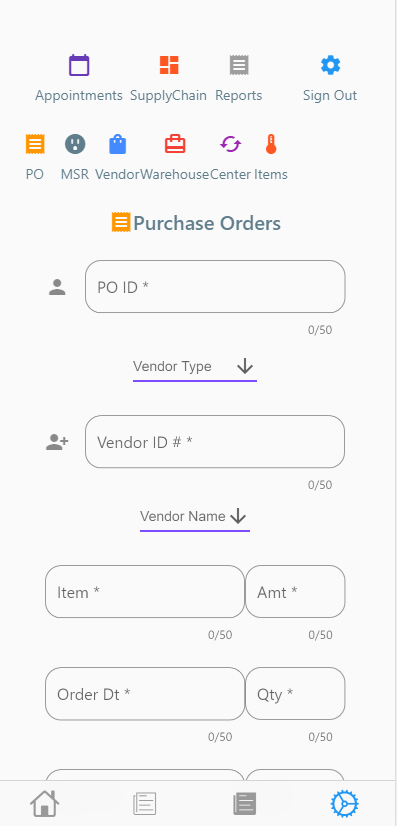 Appointments SupplyChain Reports Sign Out
PO MSR Vendor Warehouse Center Items
Purchase Orders
PO ID *
0/50
Vendor Type
Vendor ID # *
0/50
Vendor Name
Item * Amt *
0/50 0/50
Order Dt * Qty *
0/50 0/50